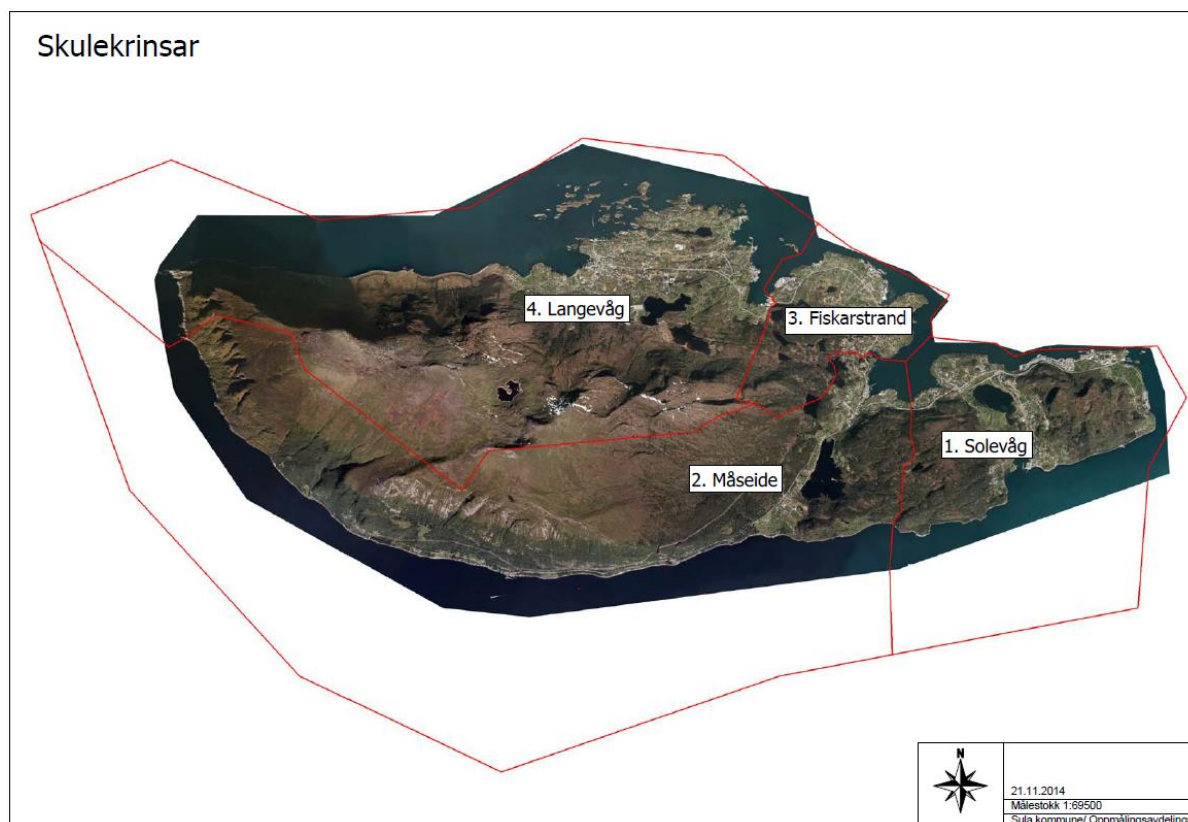 Skulekrinsar
4. Langevåg
3. Fiskarstrand
1. Solevåg
2. Måseide
N
21.11.2014
Målestokk 1:69500
Sula kommune/ Oppmålingsavdeling